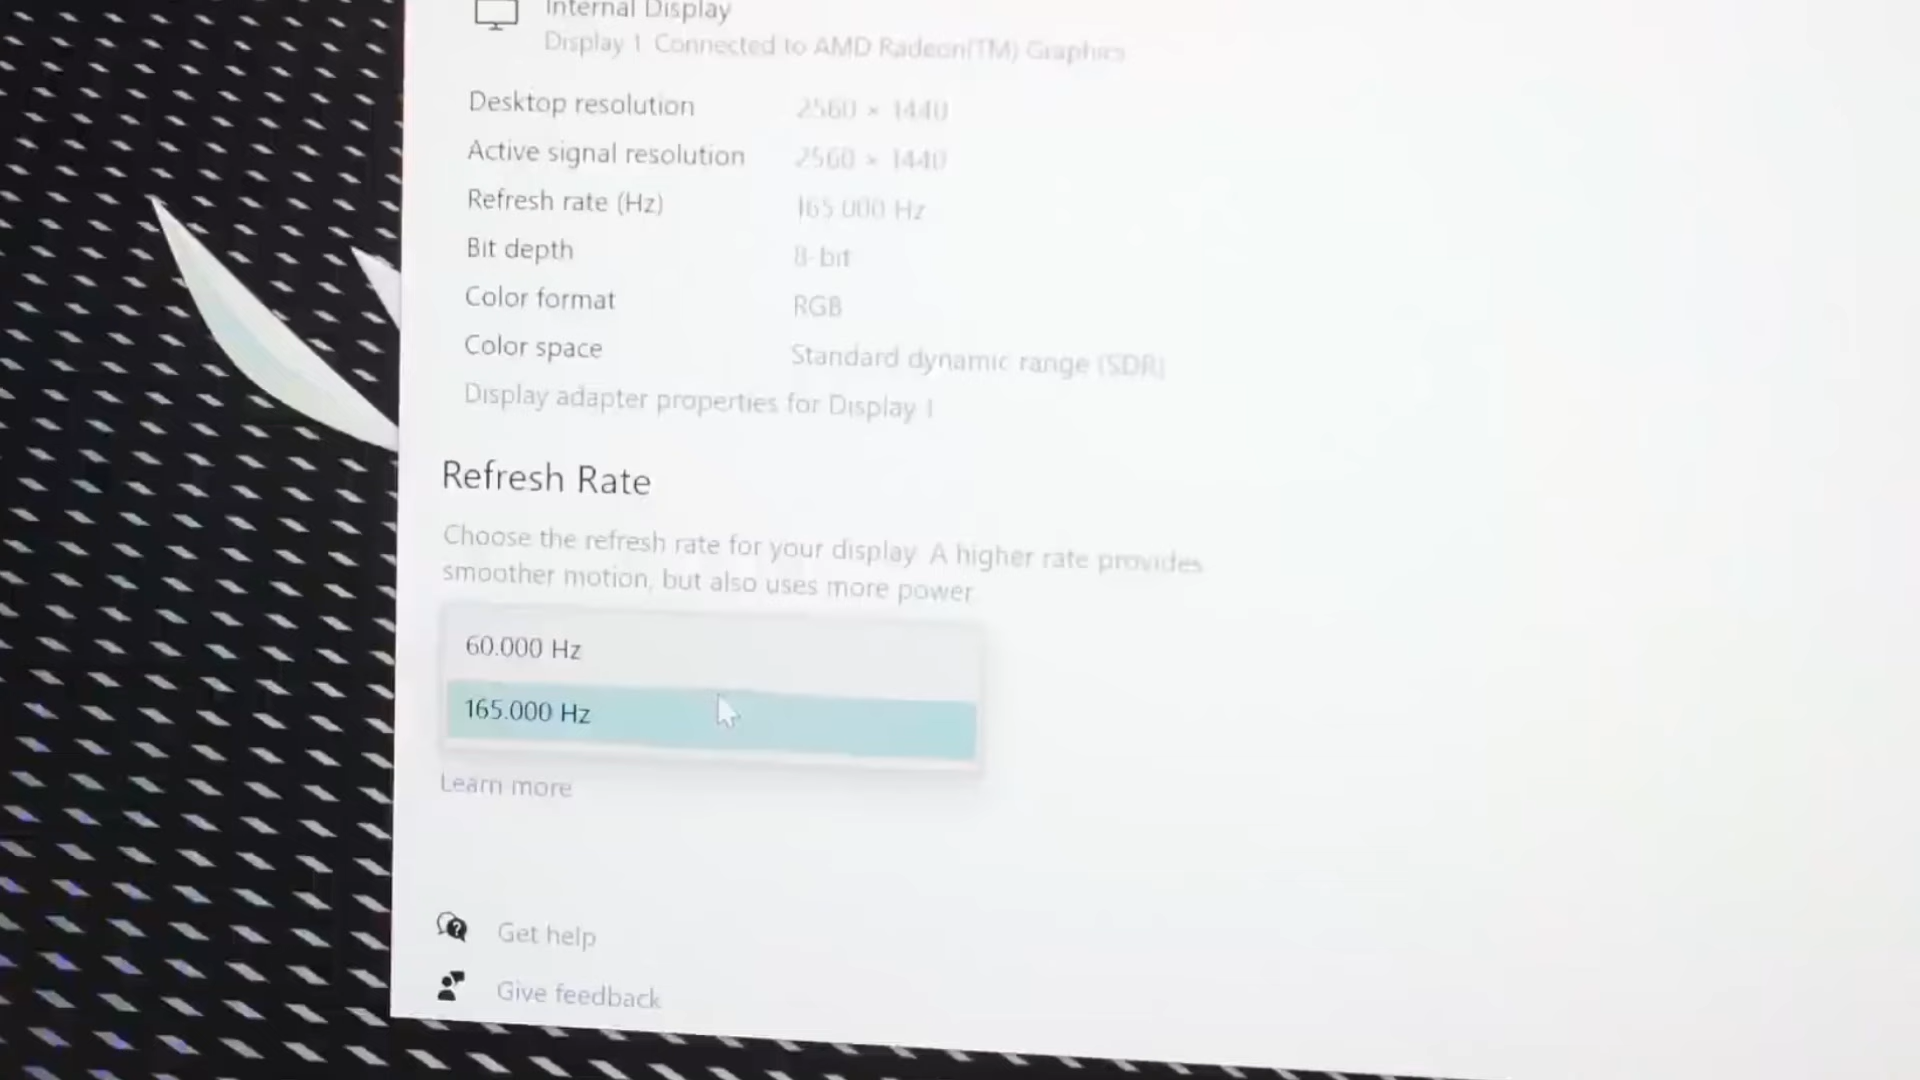 Internal Display
Display 1: Connected to AMD Radeon(TM) Graphics
Desktop resolution 2560 × 1440
Active signal resolution 2560 × 1440
Refresh rate (Hz) 165.000 Hz
Bit depth 8-bit
Color format RGB
Color space Standard dynamic range (SDR)
Display adapter properties for Display 1
Refresh Rate
Choose the refresh rate for your display. A higher rate provides
smoother motion, but also uses more power.
60.000 Hz
165.000 Hz
Learn more
Get help
Give feedback